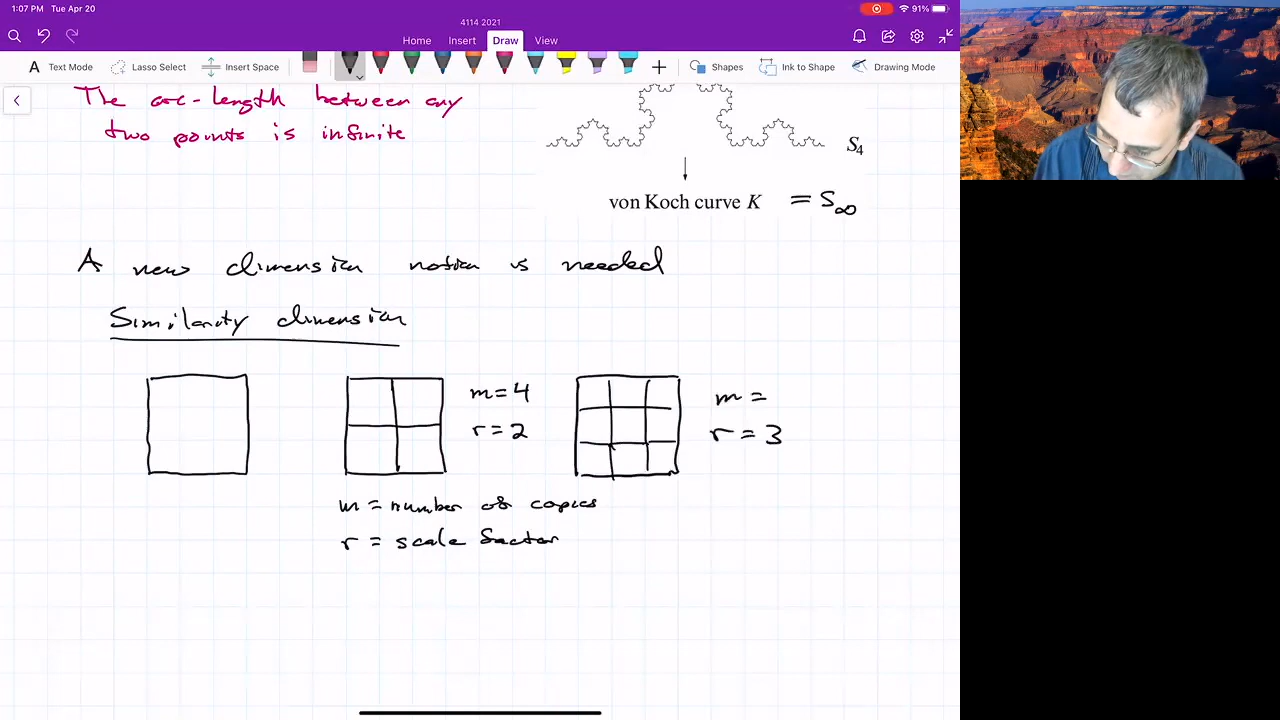 1:07 PM Tue Apr 20
91%
4114 2021
Home Insert Draw View
Text Mode Lasso Select Insert Space Shapes Ink to Shape Drawing Mode
The arc-length between any
two points is infinite
S₄
von Koch curve K = S∞
A new dimension notion is needed
Similarity dimension
m = 4
r = 2
m =
r = 3
m = number of copies
r = scale factor